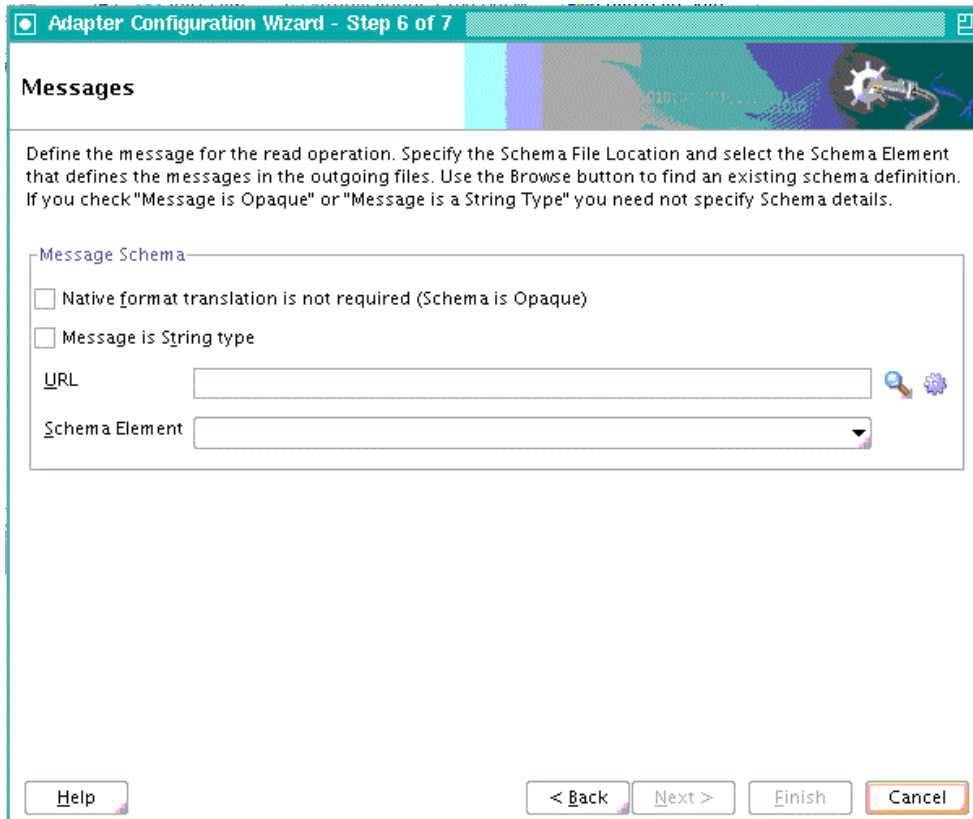 Adapter Configuration Wizard - Step 6 of 7
Messages
Define the message for the read operation. Specify the Schema File Location and select the Schema Element
that defines the messages in the outgoing files. Use the Browse button to find an existing schema definition.
If you check "Message is Opaque" or "Message is a String Type" you need not specify Schema details.
Message Schema
Native format translation is not required (Schema is Opaque)
Message is String type
URL
Schema Element
Help
< Back
Next >
Finish
Cancel